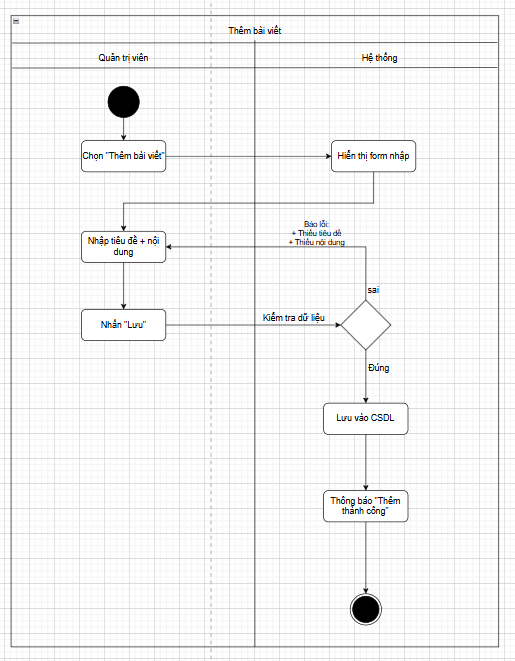 Thêm bài viết
Quản trị viên
Hệ thống
Chọn "Thêm bài viết"
Hiển thị form nhập
Báo lỗi:
+ Thiếu tiêu đề
+ Thiếu nội dung
Nhập tiêu đề + nội
dung
sai
Nhấn "Lưu"
Kiểm tra dữ liệu
Đúng
Lưu vào CSDL
Thông báo "Thêm
thành công"